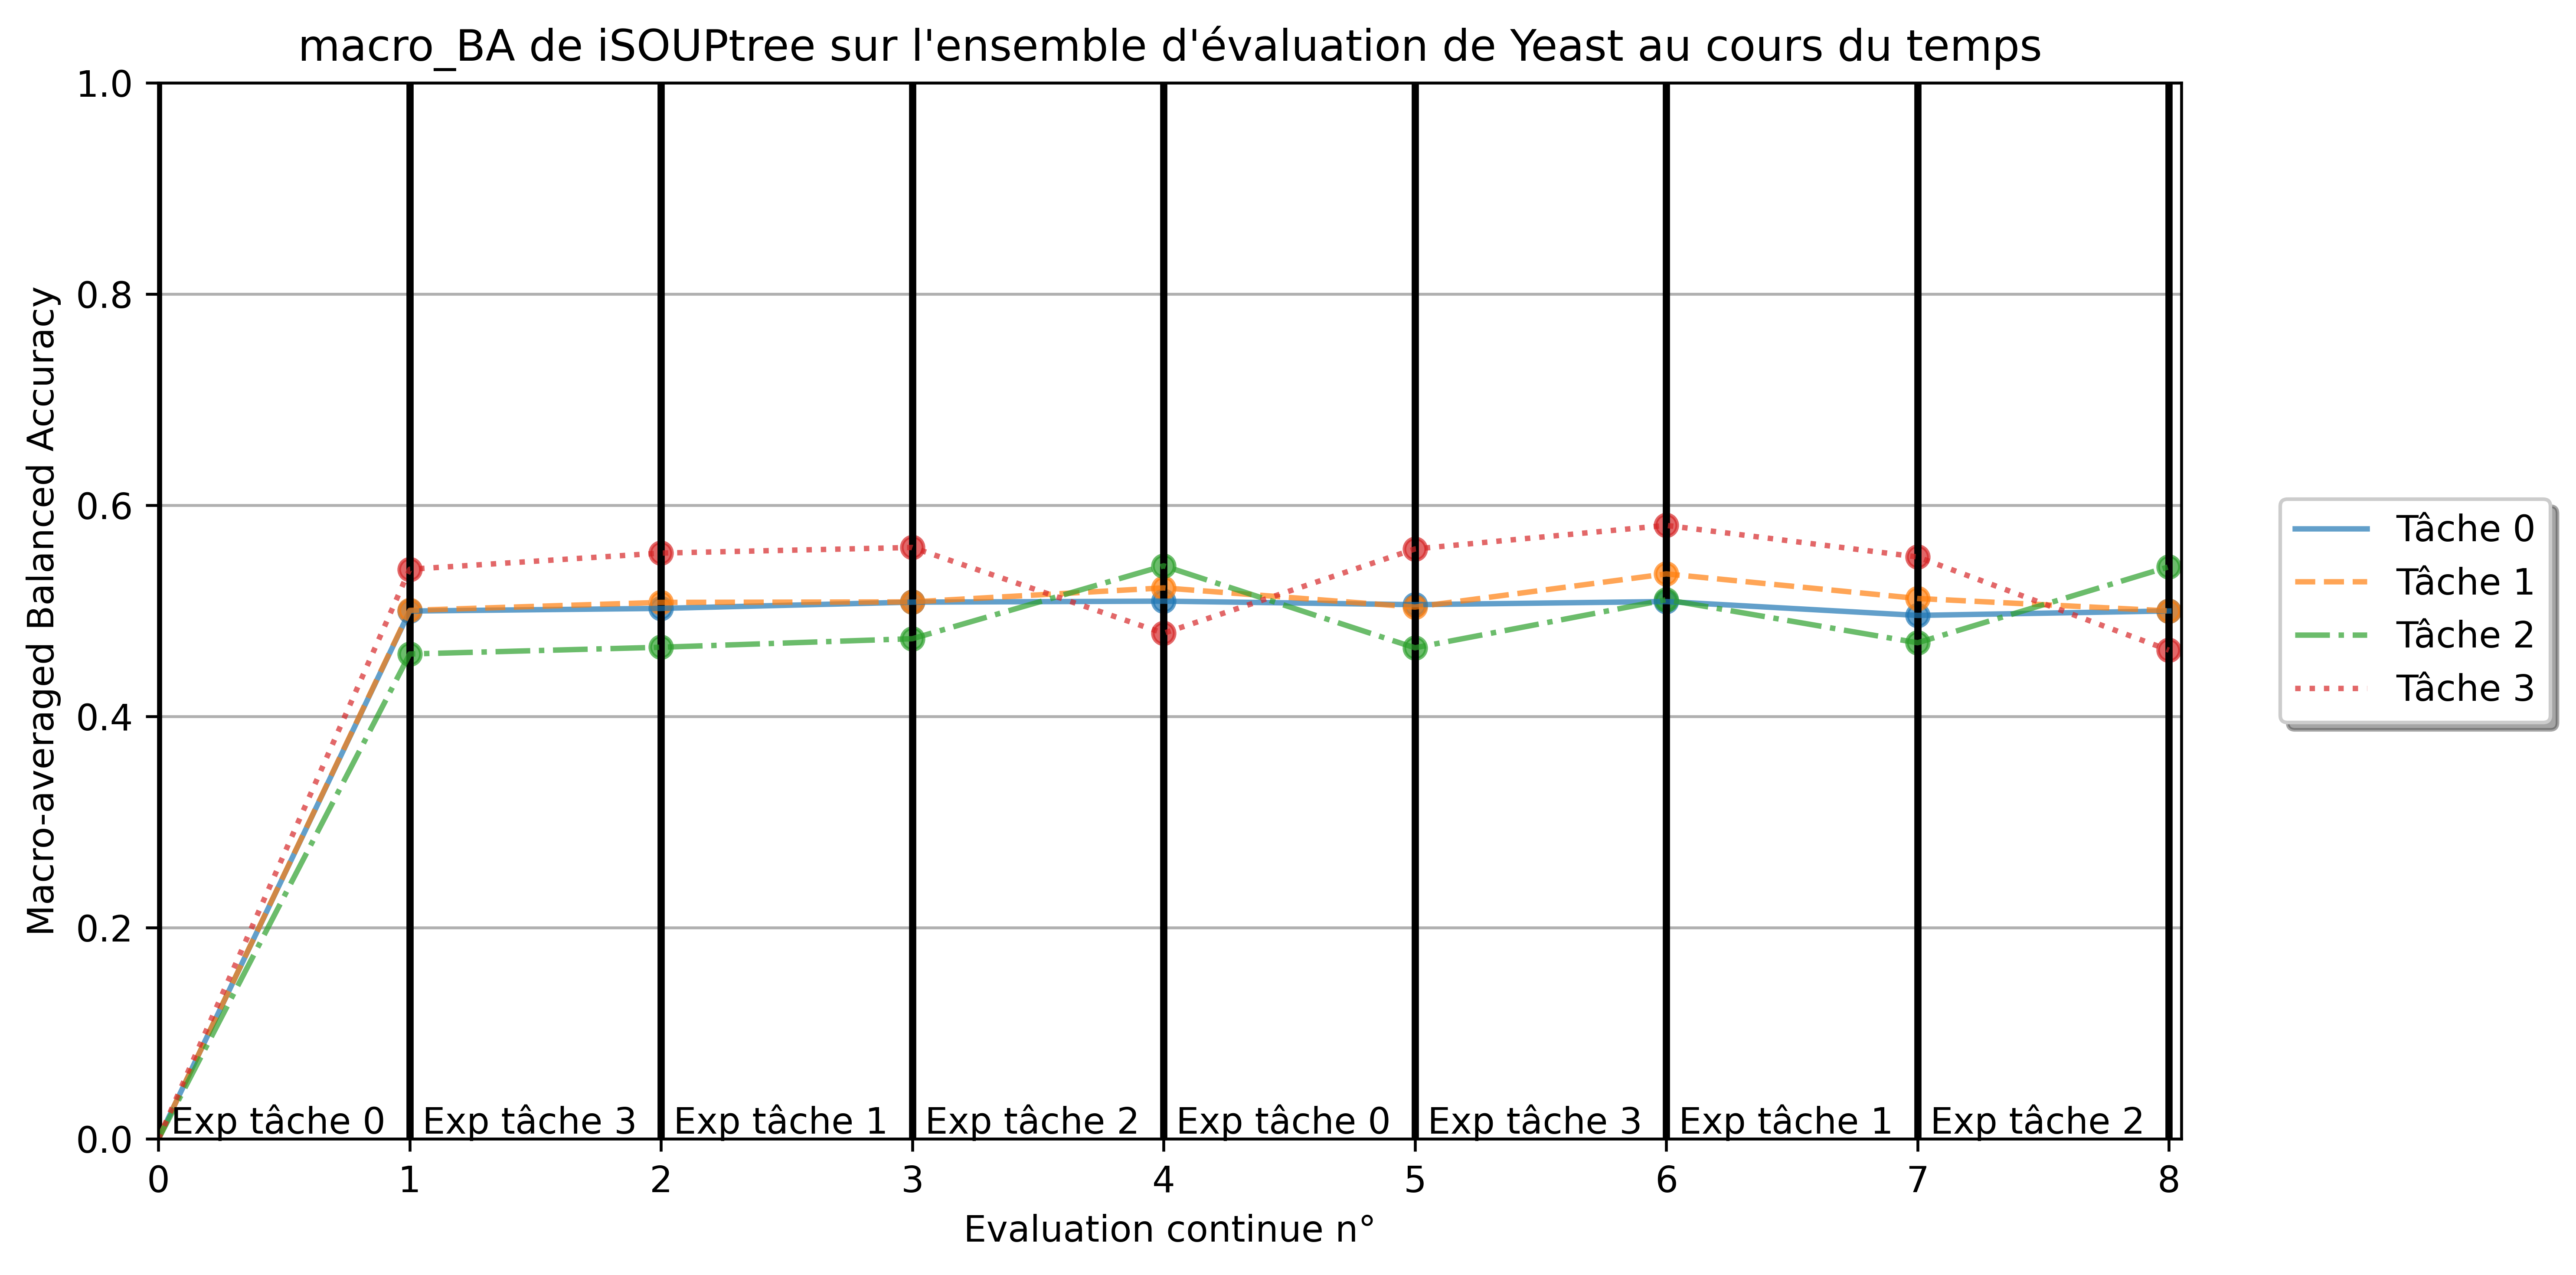 macro_BA de iSOUPtree sur l'ensemble d'évaluation de Yeast au cours du temps
Macro-averaged Balanced Accuracy
1.0
0.8
0.6
0.4
0.2
0.0
Exp tâche 0
Exp tâche 3
Exp tâche 1
Exp tâche 2
Exp tâche 0
Exp tâche 3
Exp tâche 1
Exp tâche 2
0 1 2 3 4 5 6 7 8
Evaluation continue n°
Tâche 0
Tâche 1
Tâche 2
Tâche 3